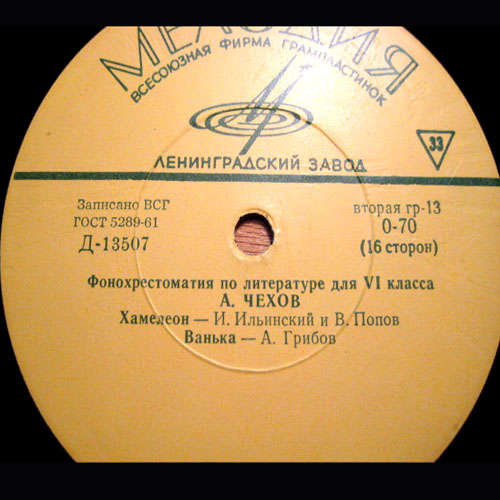 МЕЛОДИЯ
ВСЕСОЮЗНАЯ ФИРМА ГРАМПЛАСТИНОК
ЛЕНИНГРАДСКИЙ ЗАВОД
33
Записано ВСГ
ГОСТ 5289-61
Д-13507
вторая гр-13
0-70
(16 сторон)
Фонохрестоматия по литературе для VI класса
А. ЧЕХОВ
Хамелеон — И. Ильинский и В. Попов
Ванька — А. Грибов